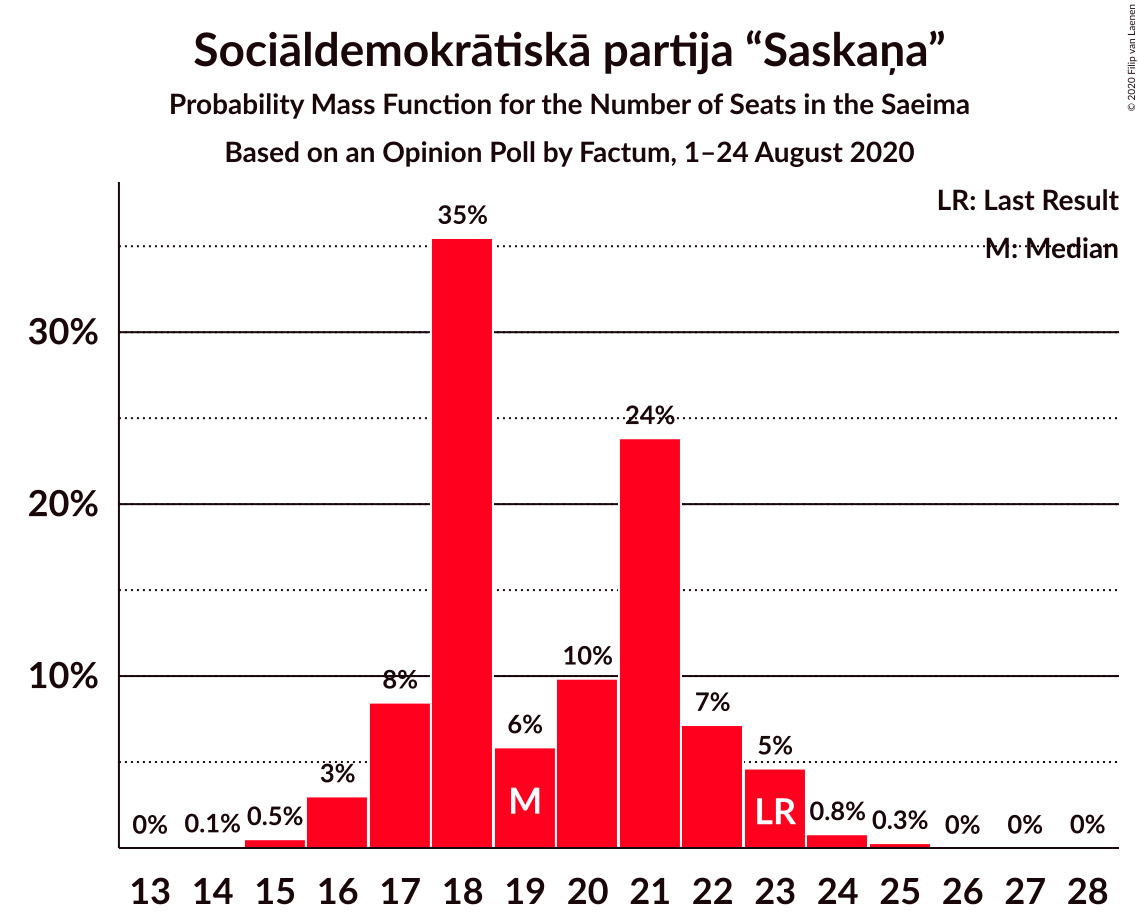 Sociāldemokrātiskā partija “Saskaņa”
Probability Mass Function for the Number of Seats in the Saeima
Based on an Opinion Poll by Factum, 1–24 August 2020
© 2020 Filip van Laenen
LR: Last Result
M: Median
30%
20%
10%
0%
0.1%
0.5%
3%
8%
35%
6%
10%
24%
7%
5%
0.8%
0.3%
0%
0%
0%
M
LR
13 14 15 16 17 18 19 20 21 22 23 24 25 26 27 28